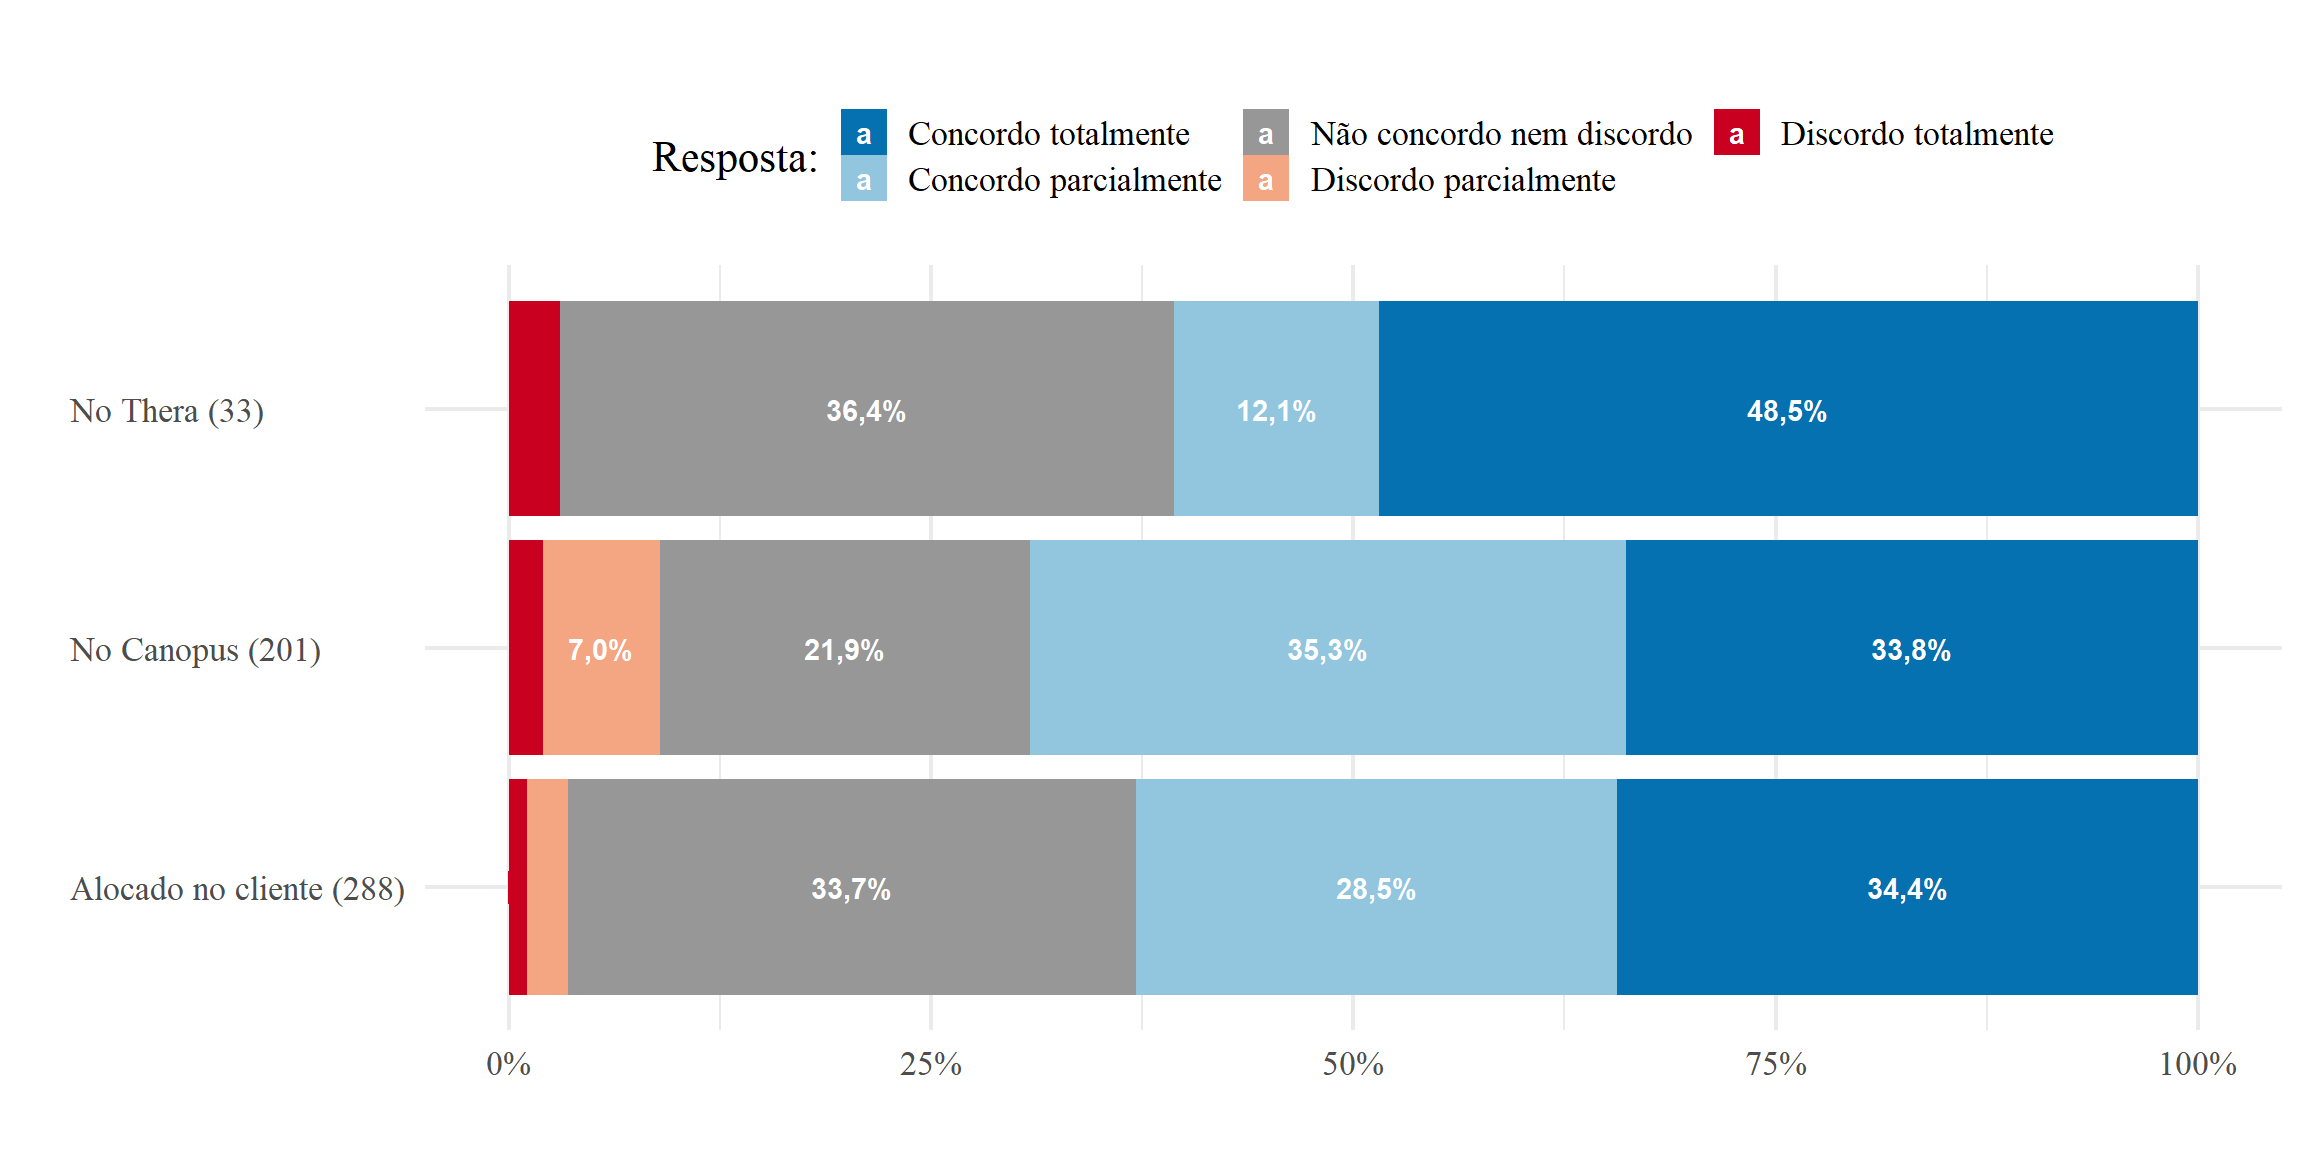 Resposta:
a Concordo totalmente
a Não concordo nem discordo
a Discordo totalmente
a Concordo parcialmente
a Discordo parcialmente
No Thera (33)
36,4%
12,1%
48,5%
No Canopus (201)
7,0%
21,9%
35,3%
33,8%
Alocado no cliente (288)
33,7%
28,5%
34,4%
0%
25%
50%
75%
100%